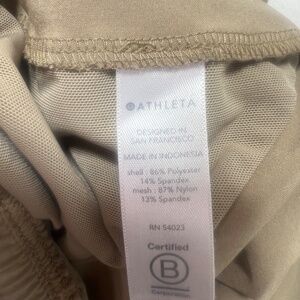 ATHLETA
DESIGNED IN
SAN FRANCISCO
MADE IN INDONESIA
shell : 86% Polyester
14% Spandex
mesh : 87% Nylon
13% Spandex
RN 54023
Certified
B
Corporation